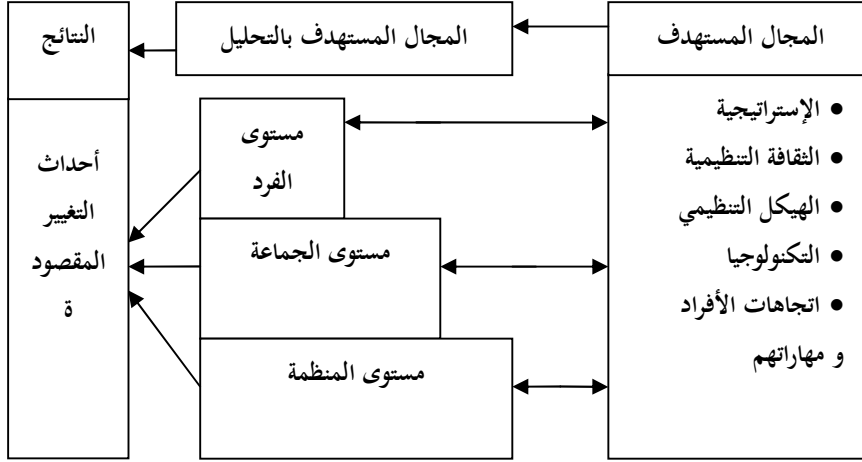 المجال المستهدف
المجال المستهدف بالتحليل
النتائج
● الإستراتيجية
● الثقافة التنظيمية
● الهيكل التنظيمي
● التكنولوجيا
● اتجاهات الأفراد
و مهاراتهم
مستوى
الفرد
مستوى الجماعة
مستوى المنظمة
أحداث
التغيير
المقصود
ة